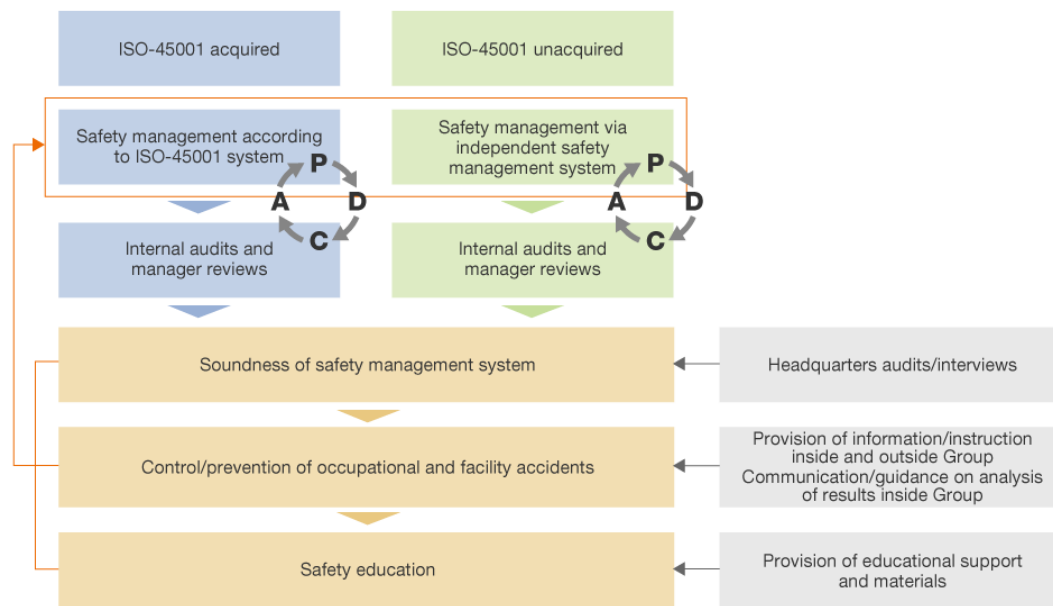 ISO-45001 acquired
ISO-45001 unacquired
Safety management according
to ISO-45001 system
Safety management via
independent safety
management system
P
A
D
C
P
A
D
C
Internal audits and
manager reviews
Internal audits and
manager reviews
Soundness of safety management system
Headquarters audits/interviews
Control/prevention of occupational and facility accidents
Provision of information/instruction
inside and outside Group
Communication/guidance on analysis
of results inside Group
Safety education
Provision of educational support
and materials